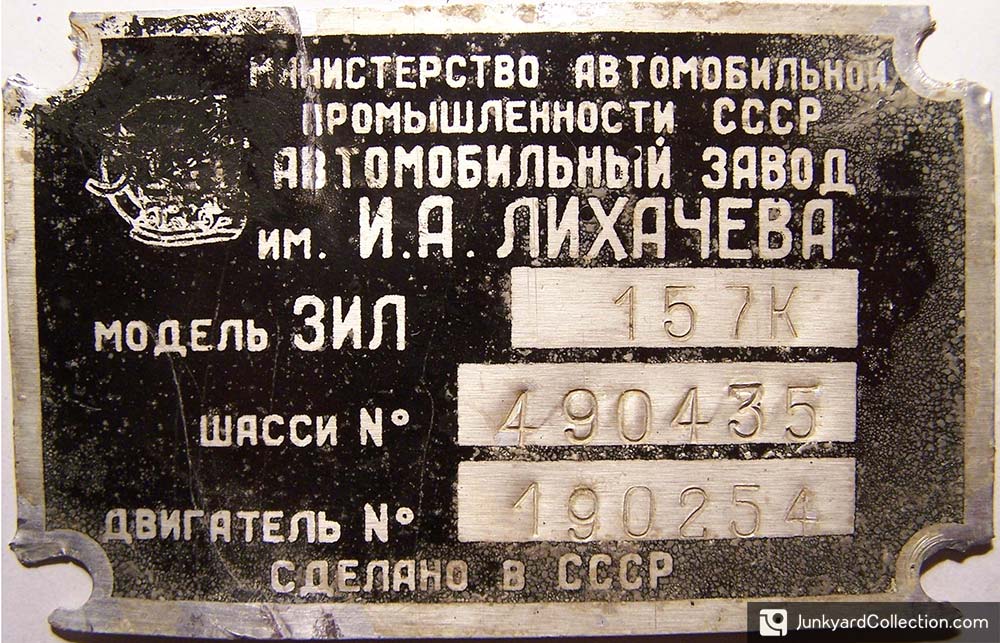 МИНИСТЕРСТВО АВТОМОБИЛЬНОЙ
ПРОМЫШЛЕННОСТИ СССР
АВТОМОБИЛЬНЫЙ ЗАВОД
ИМ. И.А. ЛИХАЧЕВА
МОДЕЛЬ ЗИЛ 157К
ШАССИ № 490435
ДВИГАТЕЛЬ № 190254
СДЕЛАНО В СССР
JunkyardCollection.com